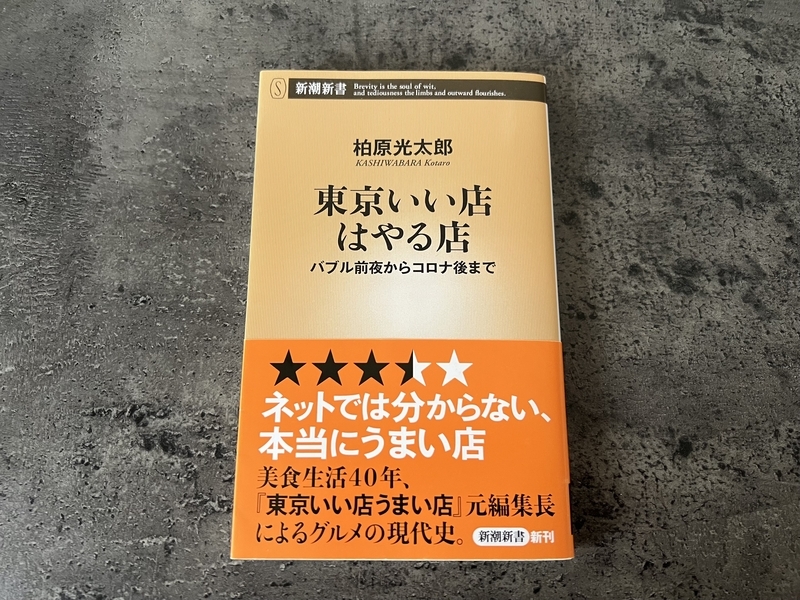 新潮新書
Brevity is the soul of wit,
and tediousness the limbs and outward flourishes.
柏原光太郎
KASHIWABARA Kotaro
東京いい店
はやる店
バブル前夜からコロナ後まで
ネットでは分からない、
本当にうまい店
美食生活40年、
『東京いい店うまい店』元編集長
によるグルメの現代史。
新潮新書 新刊